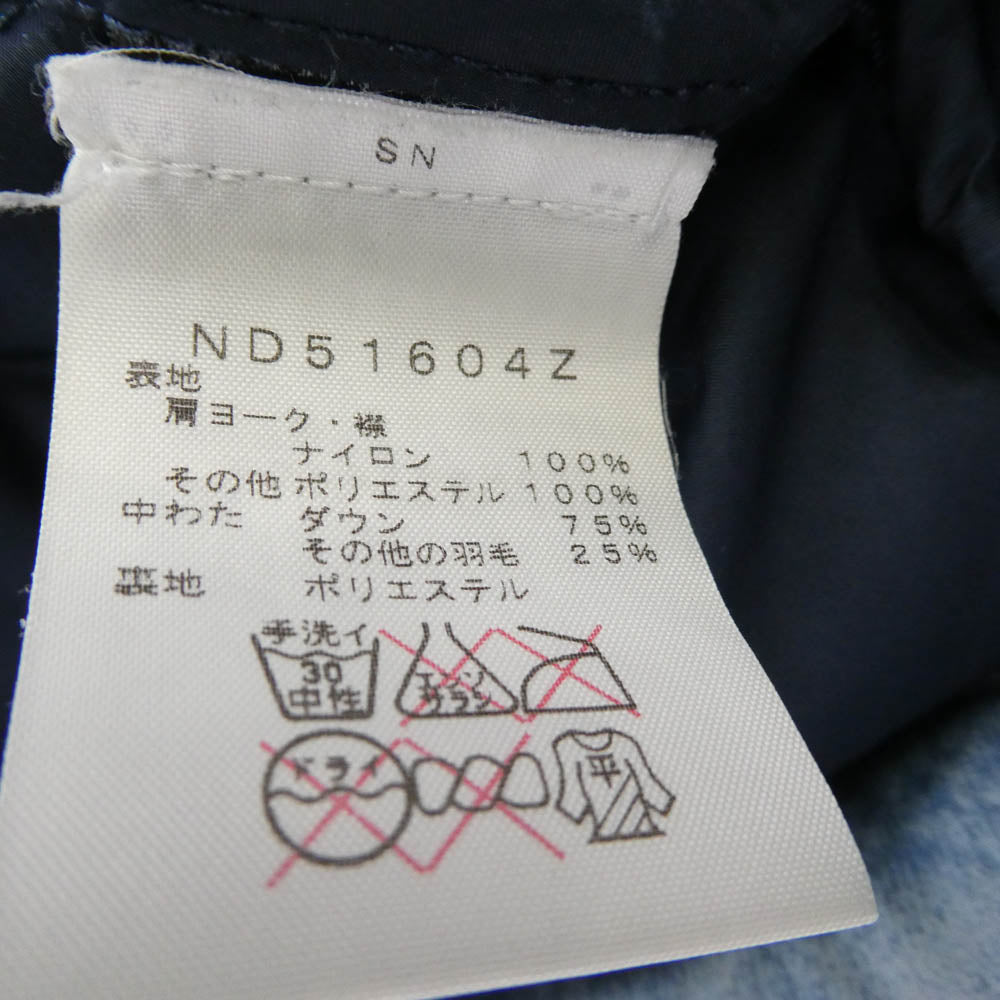 SN
ND51604Z
表地
肩ヨーク・襟
ナイロン 100%
その他 ポリエステル 100%
中わた ダウン 75%
その他の羽毛 25%
裏地 ポリエステル
手洗イ
30
中性
エンソ
サラシ
ドライ
平